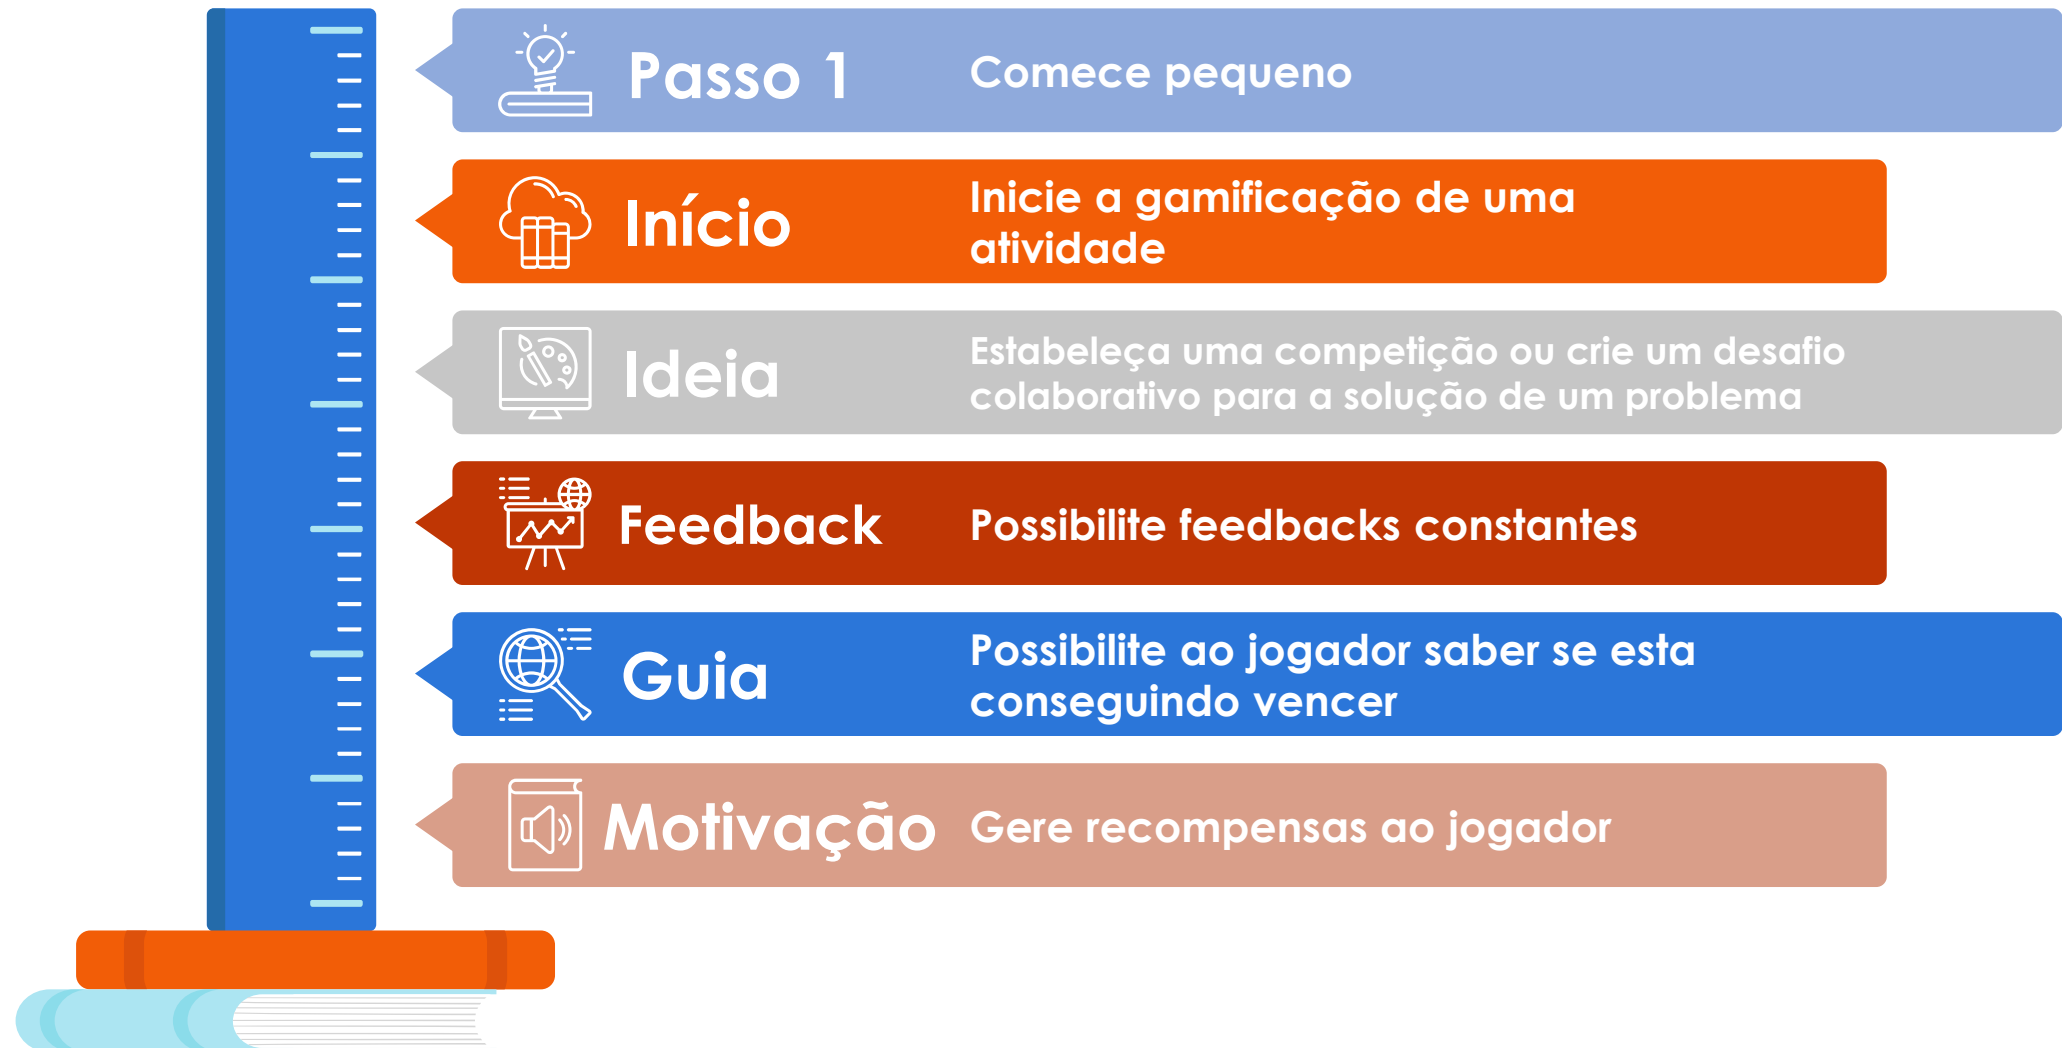 Passo 1
Comece pequeno
Início
Inicie a gamificação de uma
atividade
Ideia
Estabeleça uma competição ou crie um desafio
colaborativo para a solução de um problema
Feedback
Possibilite feedbacks constantes
Guia
Possibilite ao jogador saber se esta
conseguindo vencer
Motivação
Gere recompensas ao jogador